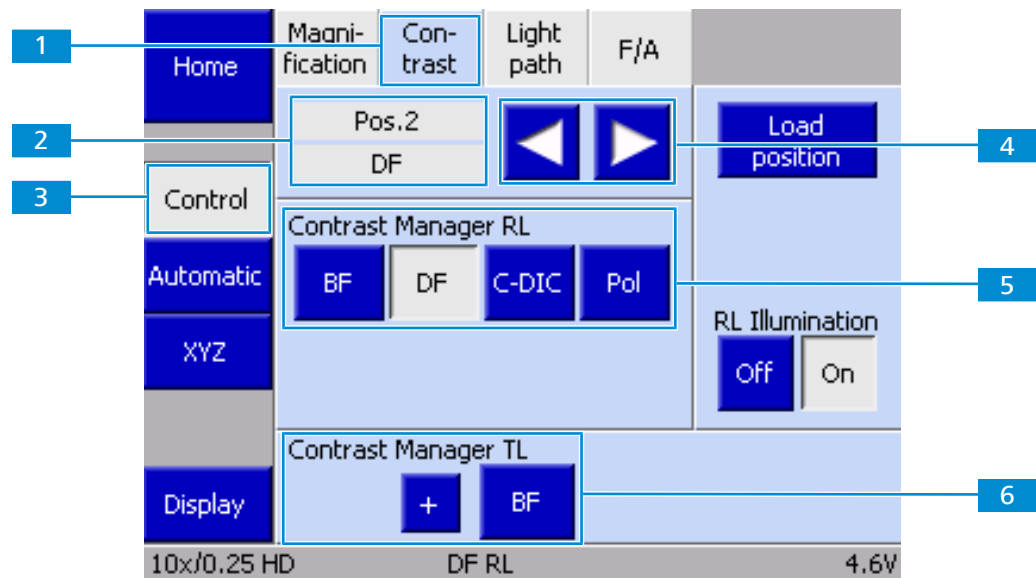 1
Home
Magni-
fication
Con-
trast
Light
path
F/A
2
Pos.2
DF
Load
position
4
3
Control
Contrast Manager RL
BF
DF
C-DIC
Pol
5
Automatic
XYZ
RL Illumination
Off
On
Contrast Manager TL
+
BF
6
Display
10x/0.25 HD
DF RL
4.6V